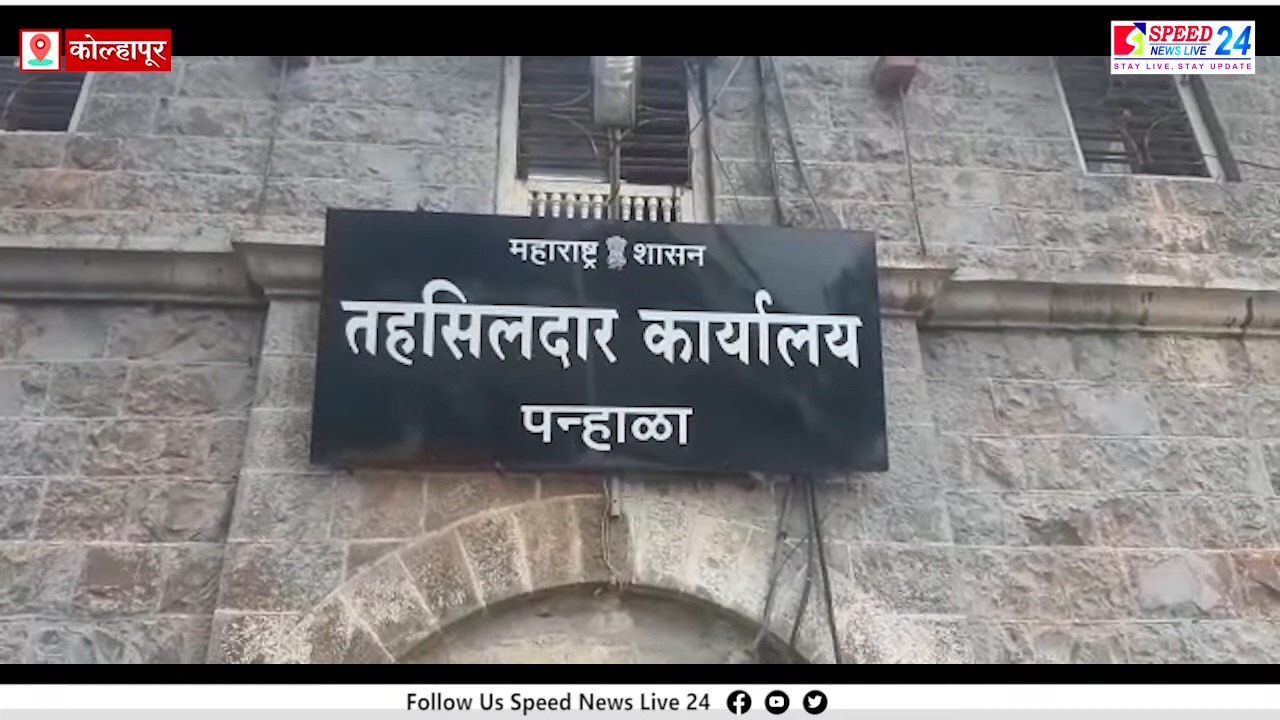 कोल्हापूर
SPEED 24
NEWS LIVE
STAY LIVE, STAY UPDATE
महाराष्ट्र शासन
तहसिलदार कार्यालय
पन्हाळा
Follow Us Speed News Live 24